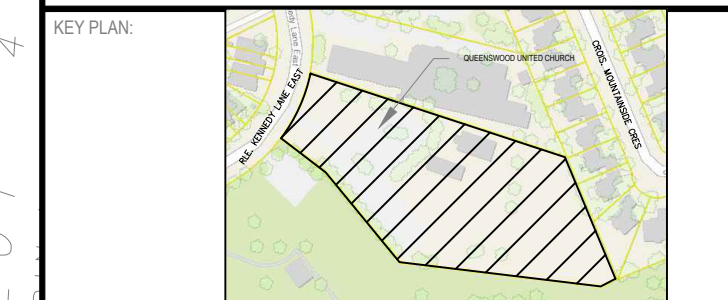 KEY PLAN:
QUEENSWOOD UNITED CHURCH
RLE. KENNEDY LANE EAST
CROIS. MOUNTAINSIDE CRES